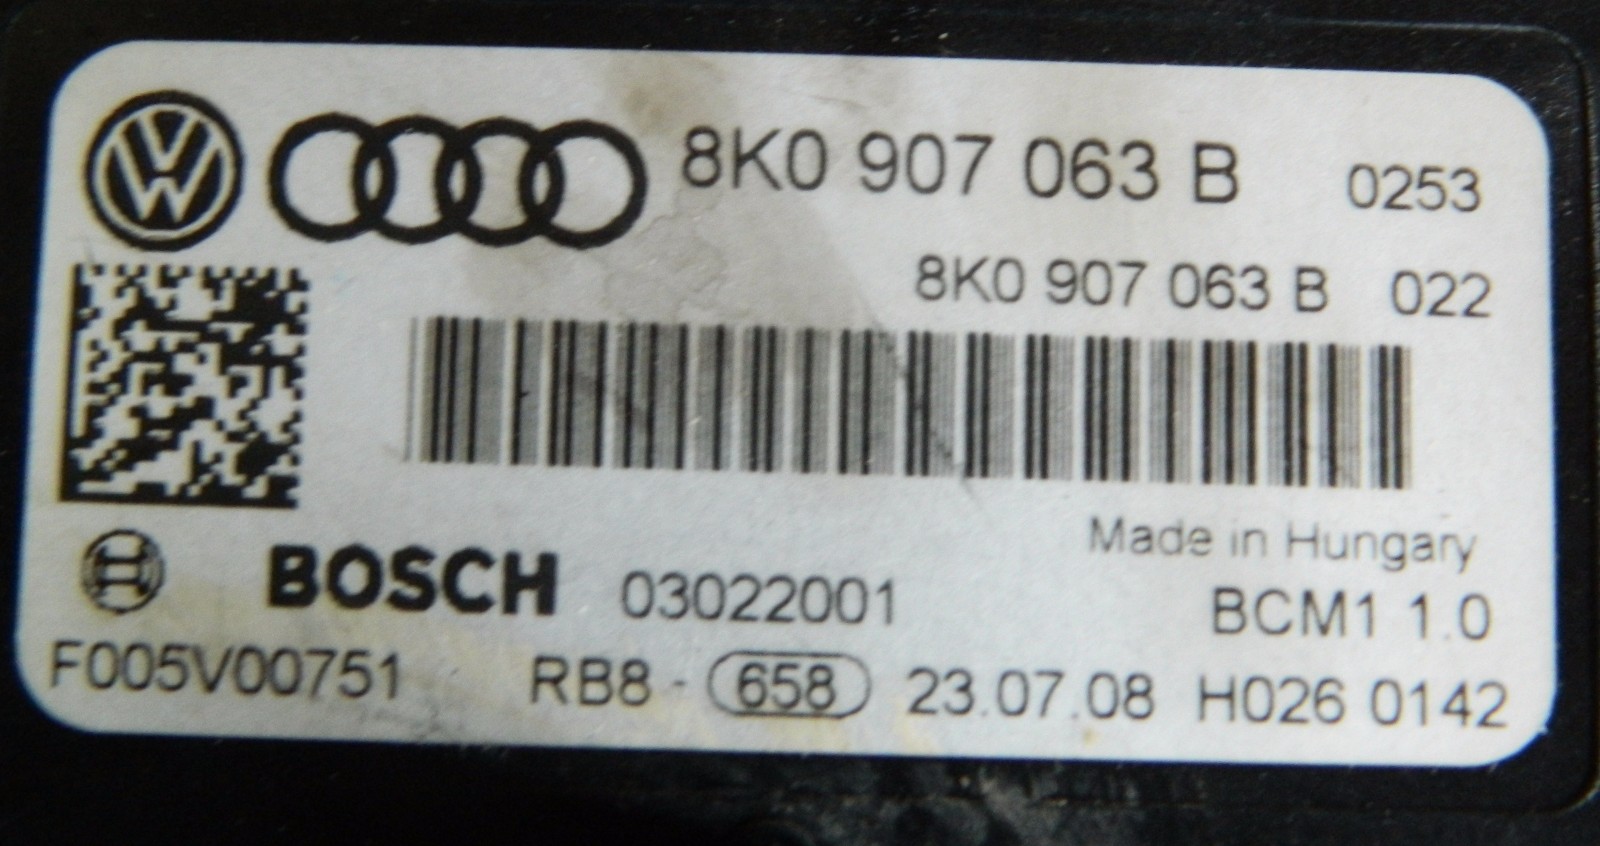 8K0 907 063 B 0253
8K0 907 063 B 022
Made in Hungary
BOSCH 03022001 BCM1 1.0
F005V00751 RB8 - 658 23.07.08 H026 0142